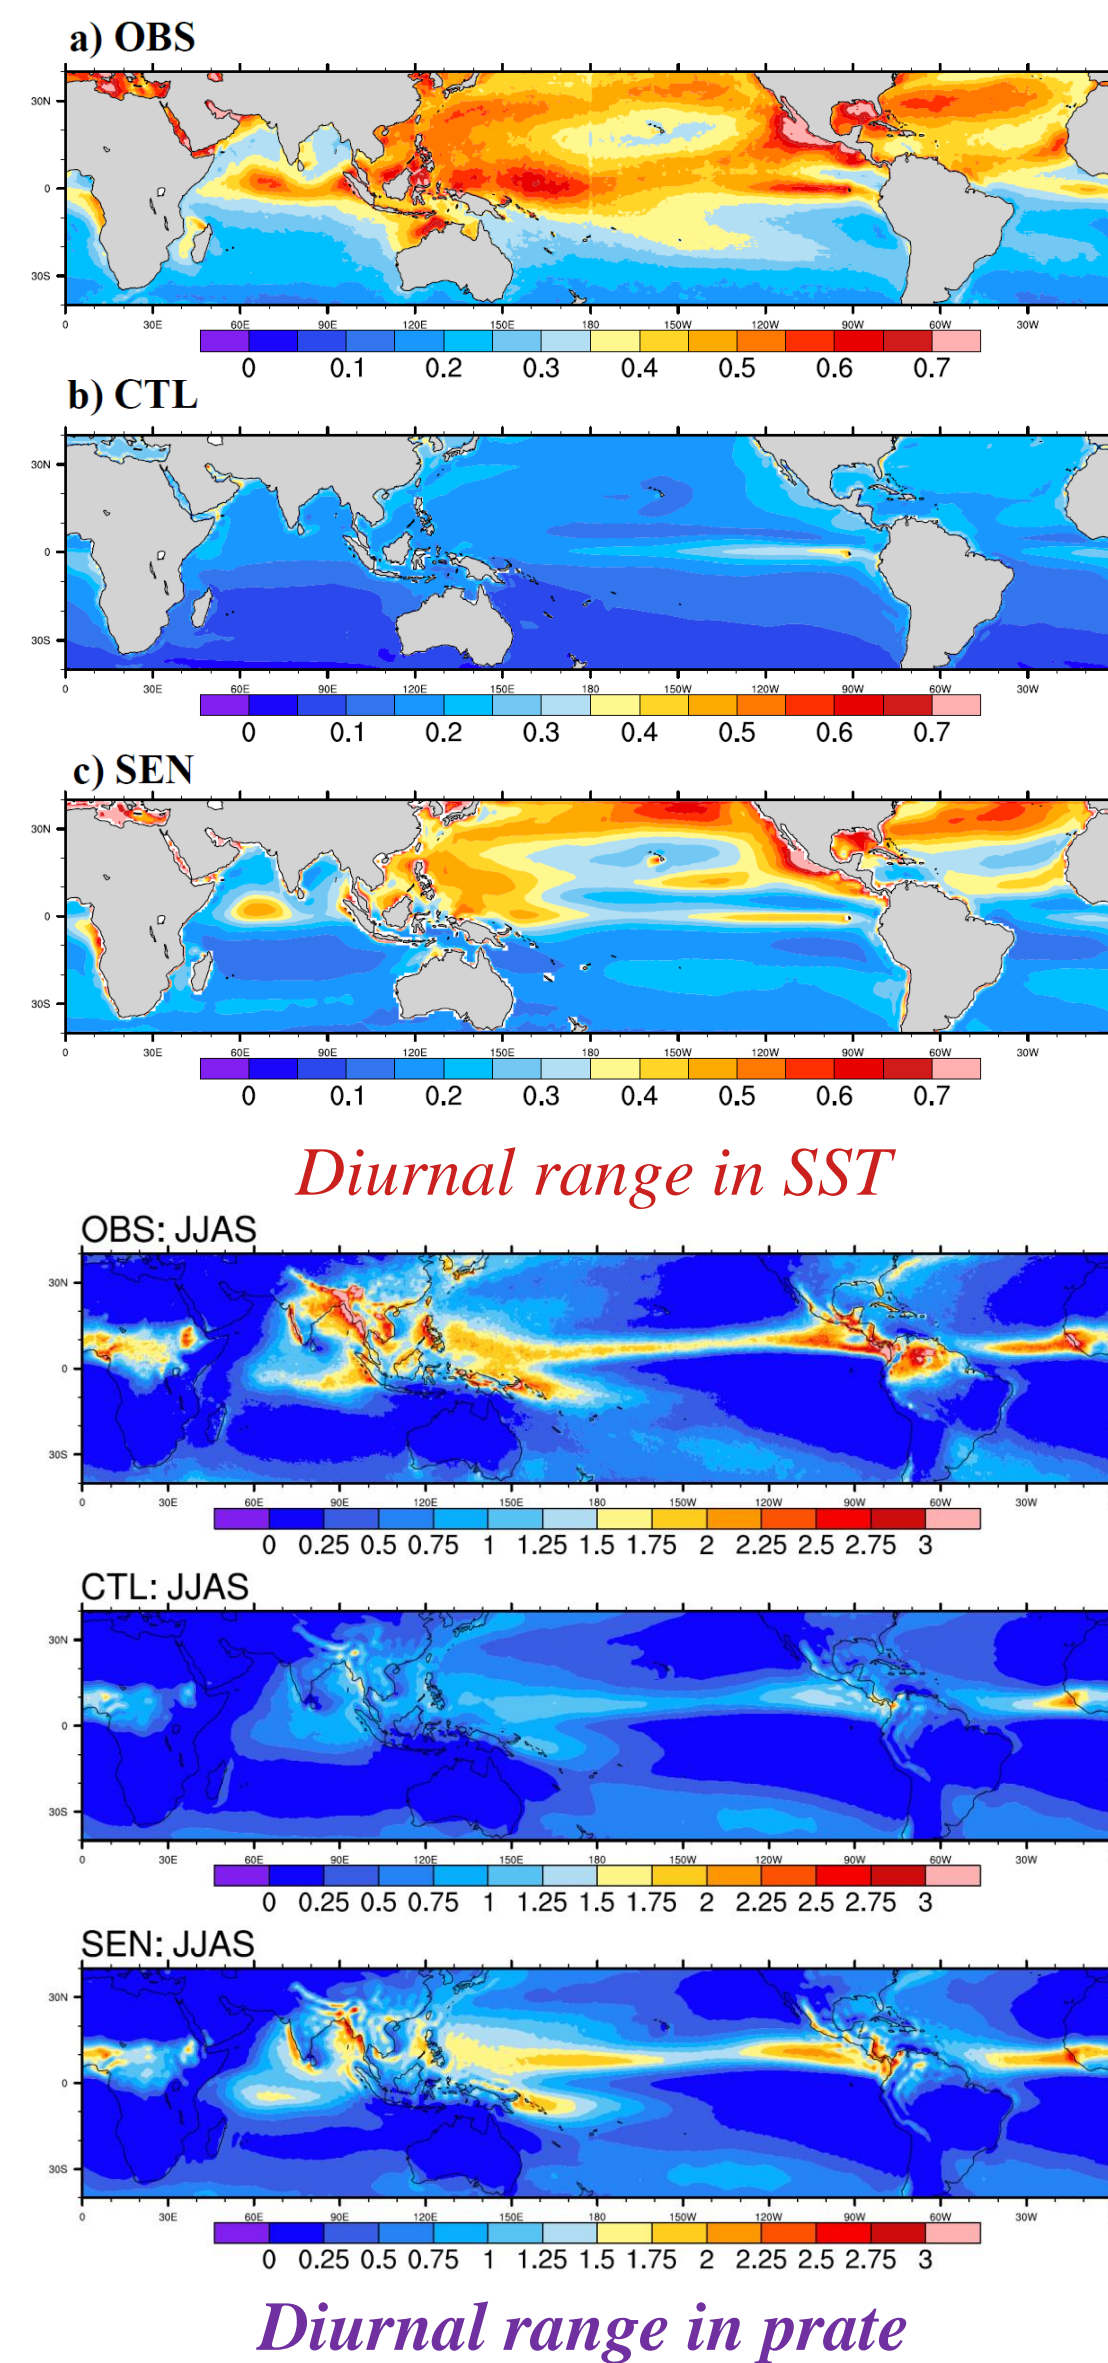 a) OBS
30N
0
30S
0 30E 60E 90E 120E 150E 180 150W 120W 90W 60W 30W
0 0.1 0.2 0.3 0.4 0.5 0.6 0.7
b) CTL
30N
0
30S
0 30E 60E 90E 120E 150E 180 150W 120W 90W 60W 30W
0 0.1 0.2 0.3 0.4 0.5 0.6 0.7
c) SEN
30N
0
30S
0 30E 60E 90E 120E 150E 180 150W 120W 90W 60W 30W
0 0.1 0.2 0.3 0.4 0.5 0.6 0.7
Diurnal range in SST
OBS: JJAS
30N
0
30S
0 30E 60E 90E 120E 150E 180 150W 120W 90W 60W 30W
0 0.25 0.5 0.75 1 1.25 1.5 1.75 2 2.25 2.5 2.75 3
CTL: JJAS
30N
0
30S
0 30E 60E 90E 120E 150E 180 150W 120W 90W 60W 30W
0 0.25 0.5 0.75 1 1.25 1.5 1.75 2 2.25 2.5 2.75 3
SEN: JJAS
30N
0
30S
0 30E 60E 90E 120E 150E 180 150W 120W 90W 60W 30W
0 0.25 0.5 0.75 1 1.25 1.5 1.75 2 2.25 2.5 2.75 3
Diurnal range in prate